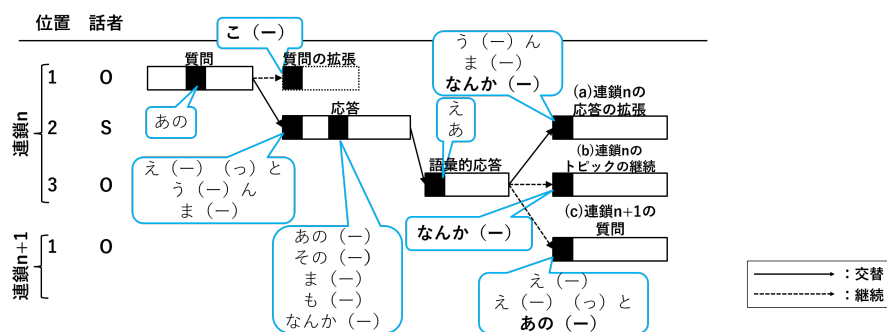 位置 話者
こ（ー）
質問
質問の拡張
1 O
あの
連鎖n
2 S
応答
え（ー）（っ）と
う（ー）ん
ま（ー）
あの（ー）
その（ー）
ま（ー）
も（ー）
なんか（ー）
3 O
え
あ
語彙的応答
う（ー）ん
ま（ー）
なんか（ー）
(a)連鎖nの
応答の拡張
(b)連鎖nの
トピックの継続
なんか（ー）
(c)連鎖n+1の
質問
連鎖n+1
1 O
え（ー）
え（ー）（っ）と
あの（ー）
：交替
：継続